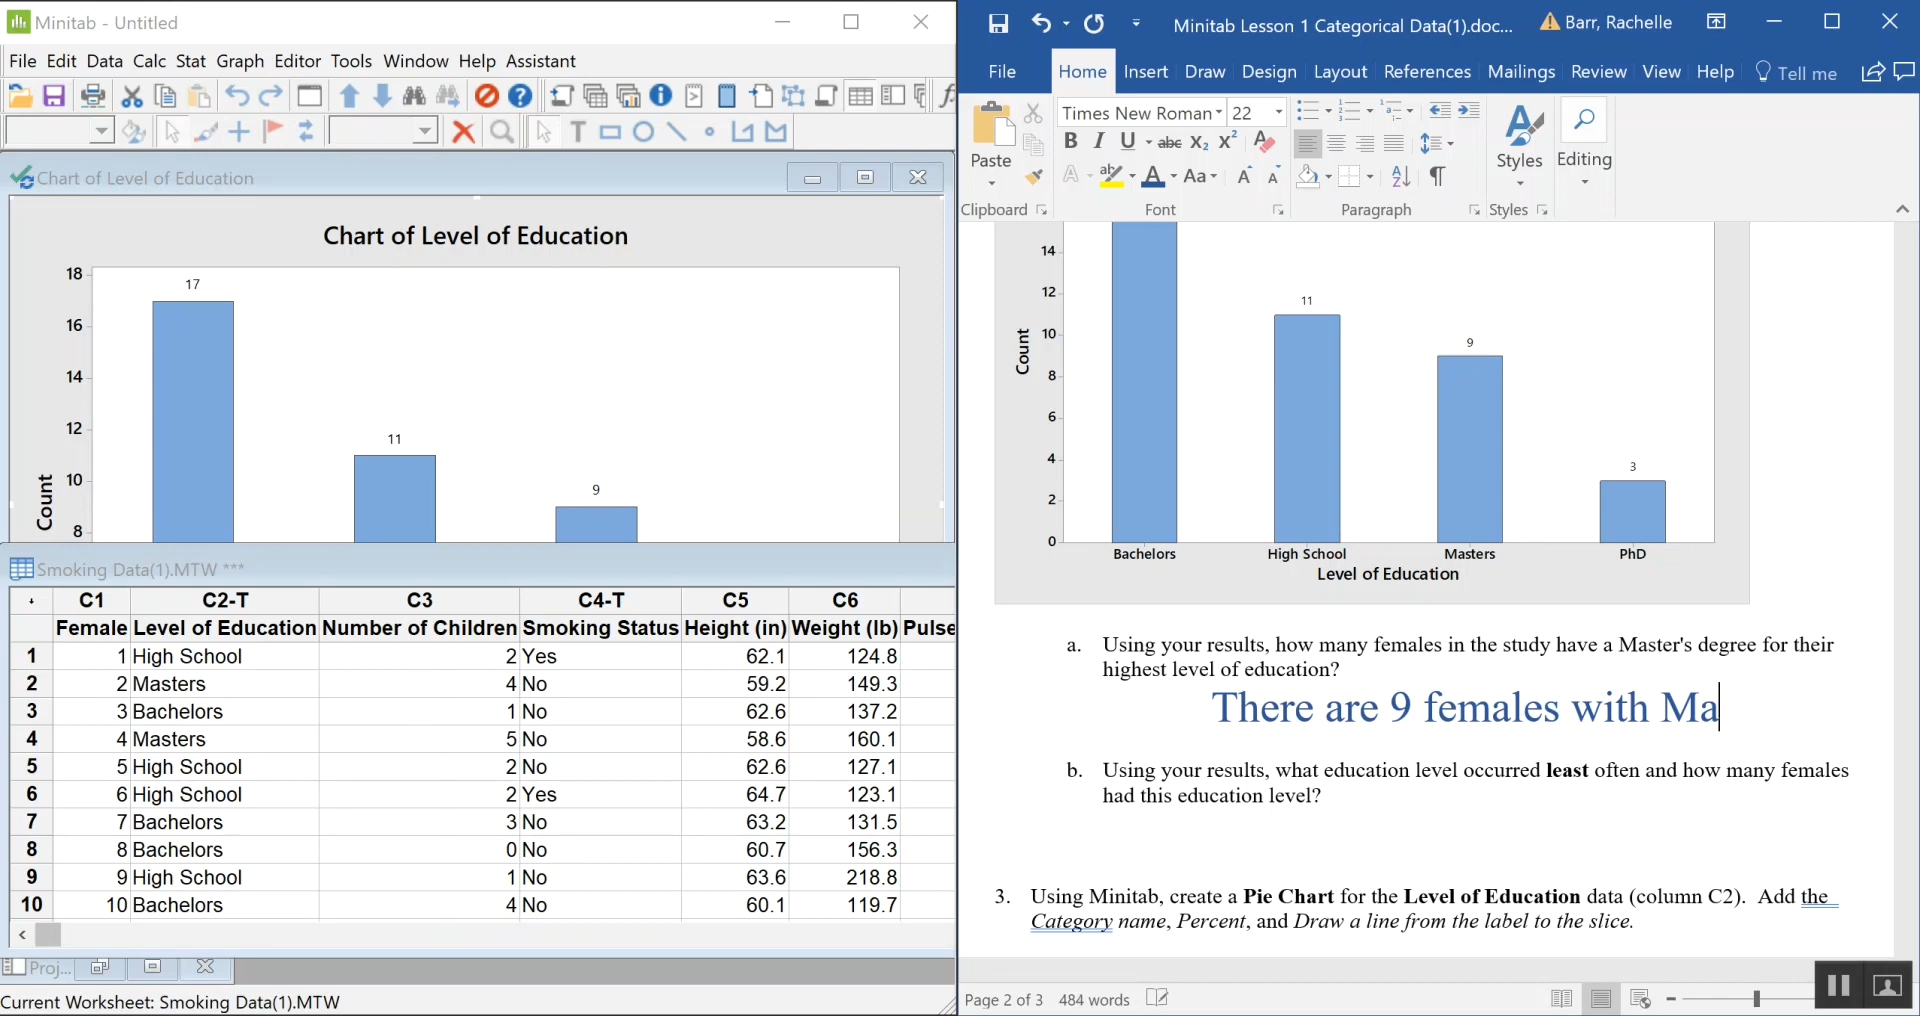 Minitab - Untitled
File Edit Data Calc Stat Graph Editor Tools Window Help Assistant
Chart of Level of Education
Chart of Level of Education
18
17
16
14
12
11
10
9
8
Count
Smoking Data(1).MTW ***
C1 C2-T C3 C4-T C5 C6
Female Level of Education Number of Children Smoking Status Height (in) Weight (lb) Pulse
1 1 High School 2 Yes 62.1 124.8
2 2 Masters 4 No 59.2 149.3
3 3 Bachelors 1 No 62.6 137.2
4 4 Masters 5 No 58.6 160.1
5 5 High School 2 No 62.6 127.1
6 6 High School 2 Yes 64.7 123.1
7 7 Bachelors 3 No 63.2 131.5
8 8 Bachelors 0 No 60.7 156.3
9 9 High School 1 No 63.6 218.8
10 10 Bachelors 4 No 60.1 119.7
Proj...
Current Worksheet: Smoking Data(1).MTW
Minitab Lesson 1 Categorical Data(1).doc... Barr, Rachelle
File Home Insert Draw Design Layout References Mailings Review View Help Tell me
Times New Roman 22
B I U abc X2 X2
Paste Styles Editing
A ab A Aa A A
Clipboard Font Paragraph Styles
14
12
11
10
9
8
6
4
3
2
0
Count
Bachelors High School Masters PhD
Level of Education
a. Using your results, how many females in the study have a Master's degree for their
highest level of education?
There are 9 females with Ma
b. Using your results, what education level occurred least often and how many females
had this education level?
3. Using Minitab, create a Pie Chart for the Level of Education data (column C2). Add the
Category name, Percent, and Draw a line from the label to the slice.
Page 2 of 3 484 words